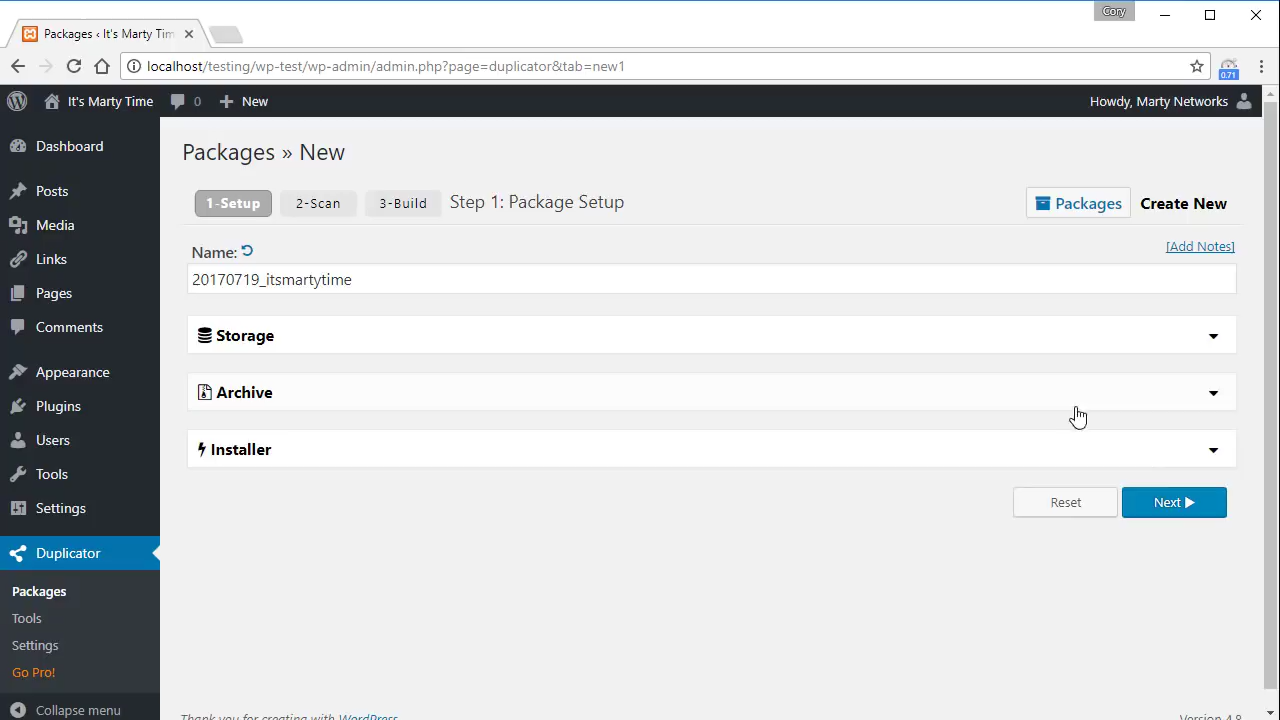 Cory
Packages ‹ It's Marty Tim
localhost/testing/wp-test/wp-admin/admin.php?page=duplicator&tab=new1
0.71
It's Marty Time
0
New
Howdy, Marty Networks
Dashboard
Posts
Media
Links
Pages
Comments
Appearance
Plugins
Users
Tools
Settings
Duplicator
Packages
Tools
Settings
Go Pro!
Collapse menu
Packages » New
1-Setup 2-Scan 3-Build Step 1: Package Setup
Packages Create New
Name:
[Add Notes]
20170719_itsmartytime
Storage
Archive
Installer
Reset Next
Thank you for creating with WordPress
Version 4.8